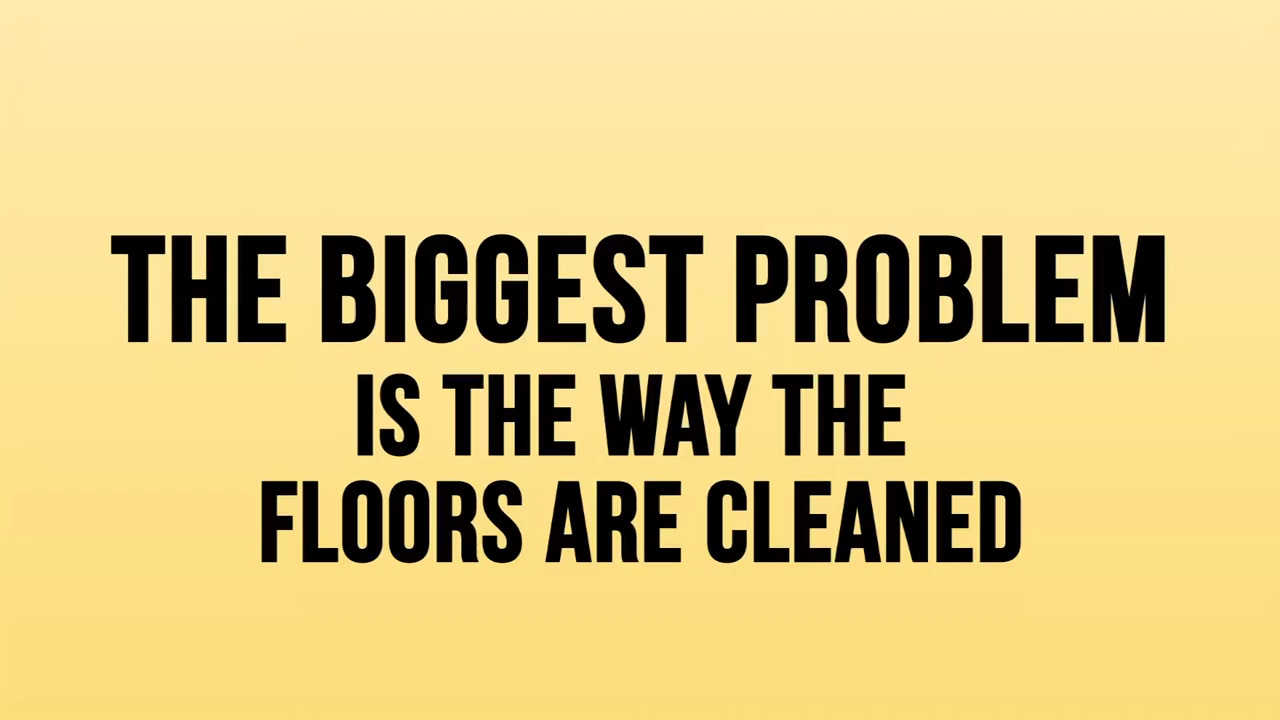 THE BIGGEST PROBLEM
IS THE WAY THE
FLOORS ARE CLEANED